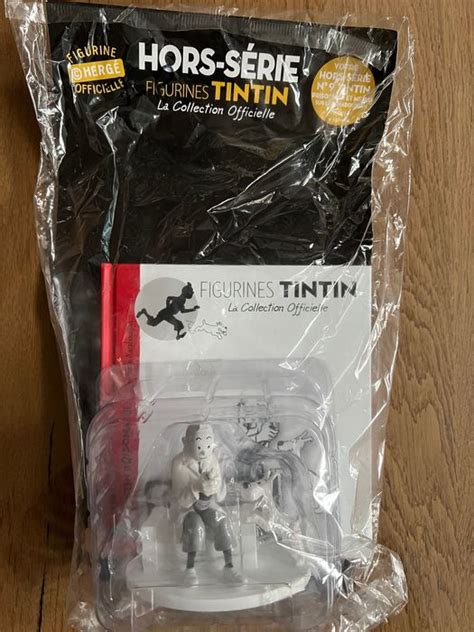 FIGURINE
© HERGÉ
OFFICIELLE
HORS-SÉRIE
FIGURINES TINTIN
La Collection Officielle
VOTRE
HORS-SÉRIE
FIGURINES TINTIN
La Collection Officielle